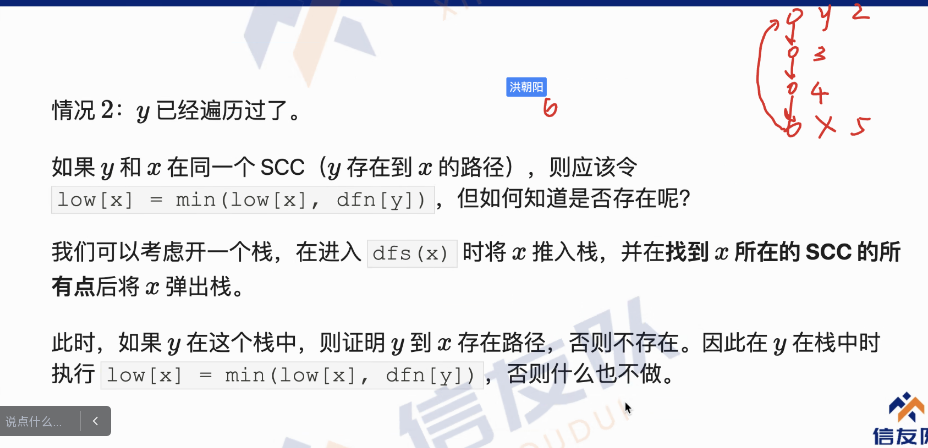 y 2
3
4
x 5
洪朝阳
6
情况 2：y 已经遍历过了。
如果 y 和 x 在同一个 SCC（y 存在到 x 的路径），则应该令
low[x] = min(low[x], dfn[y])，但如何知道是否存在呢?
我们可以考虑开一个栈，在进入 dfs(x) 时将 x 推入栈，并在找到 x 所在的 SCC 的所
有点后将 x 弹出栈。
此时，如果 y 在这个栈中，则证明 y 到 x 存在路径，否则不存在。因此在 y 在栈中时
执行 low[x] = min(low[x], dfn[y])，否则什么也不做。
信友队
说点什么...
信友队